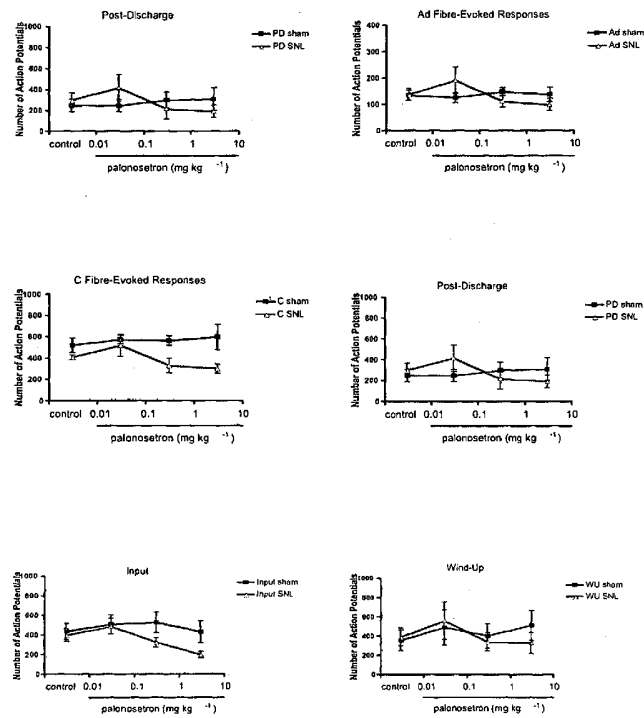 Post-Discharge
PD sham
PD SNL
Number of Action Potentials
1000
800
600
400
200
0
control 0.01 0.1 1 10
palonosetron (mg kg -1)
Ad Fibre-Evoked Responses
Ad sham
Ad SNL
Number of Action Potentials
400
300
200
100
0
control 0.01 0.1 1 10
palonosetron (mg kg -1)
C Fibre-Evoked Responses
C sham
C SNL
Number of Action Potentials
1000
800
600
400
200
0
control 0.01 0.1 1 10
palonosetron (mg kg -1)
Post-Discharge
PD sham
PD SNL
Number of Action Potentials
1000
800
600
400
200
0
control 0.01 0.1 1 10
palonosetron (mg kg -1)
Input
Input sham
Input SNL
Number of Action Potentials
1000
800
600
400
200
0
control 0.01 0.1 1 10
palonosetron (mg kg -1)
Wind-Up
WU sham
WU SNL
Number of Action Potentials
1000
800
600
400
200
0
control 0.01 0.1 1 10
palonosetron (mg kg -1)